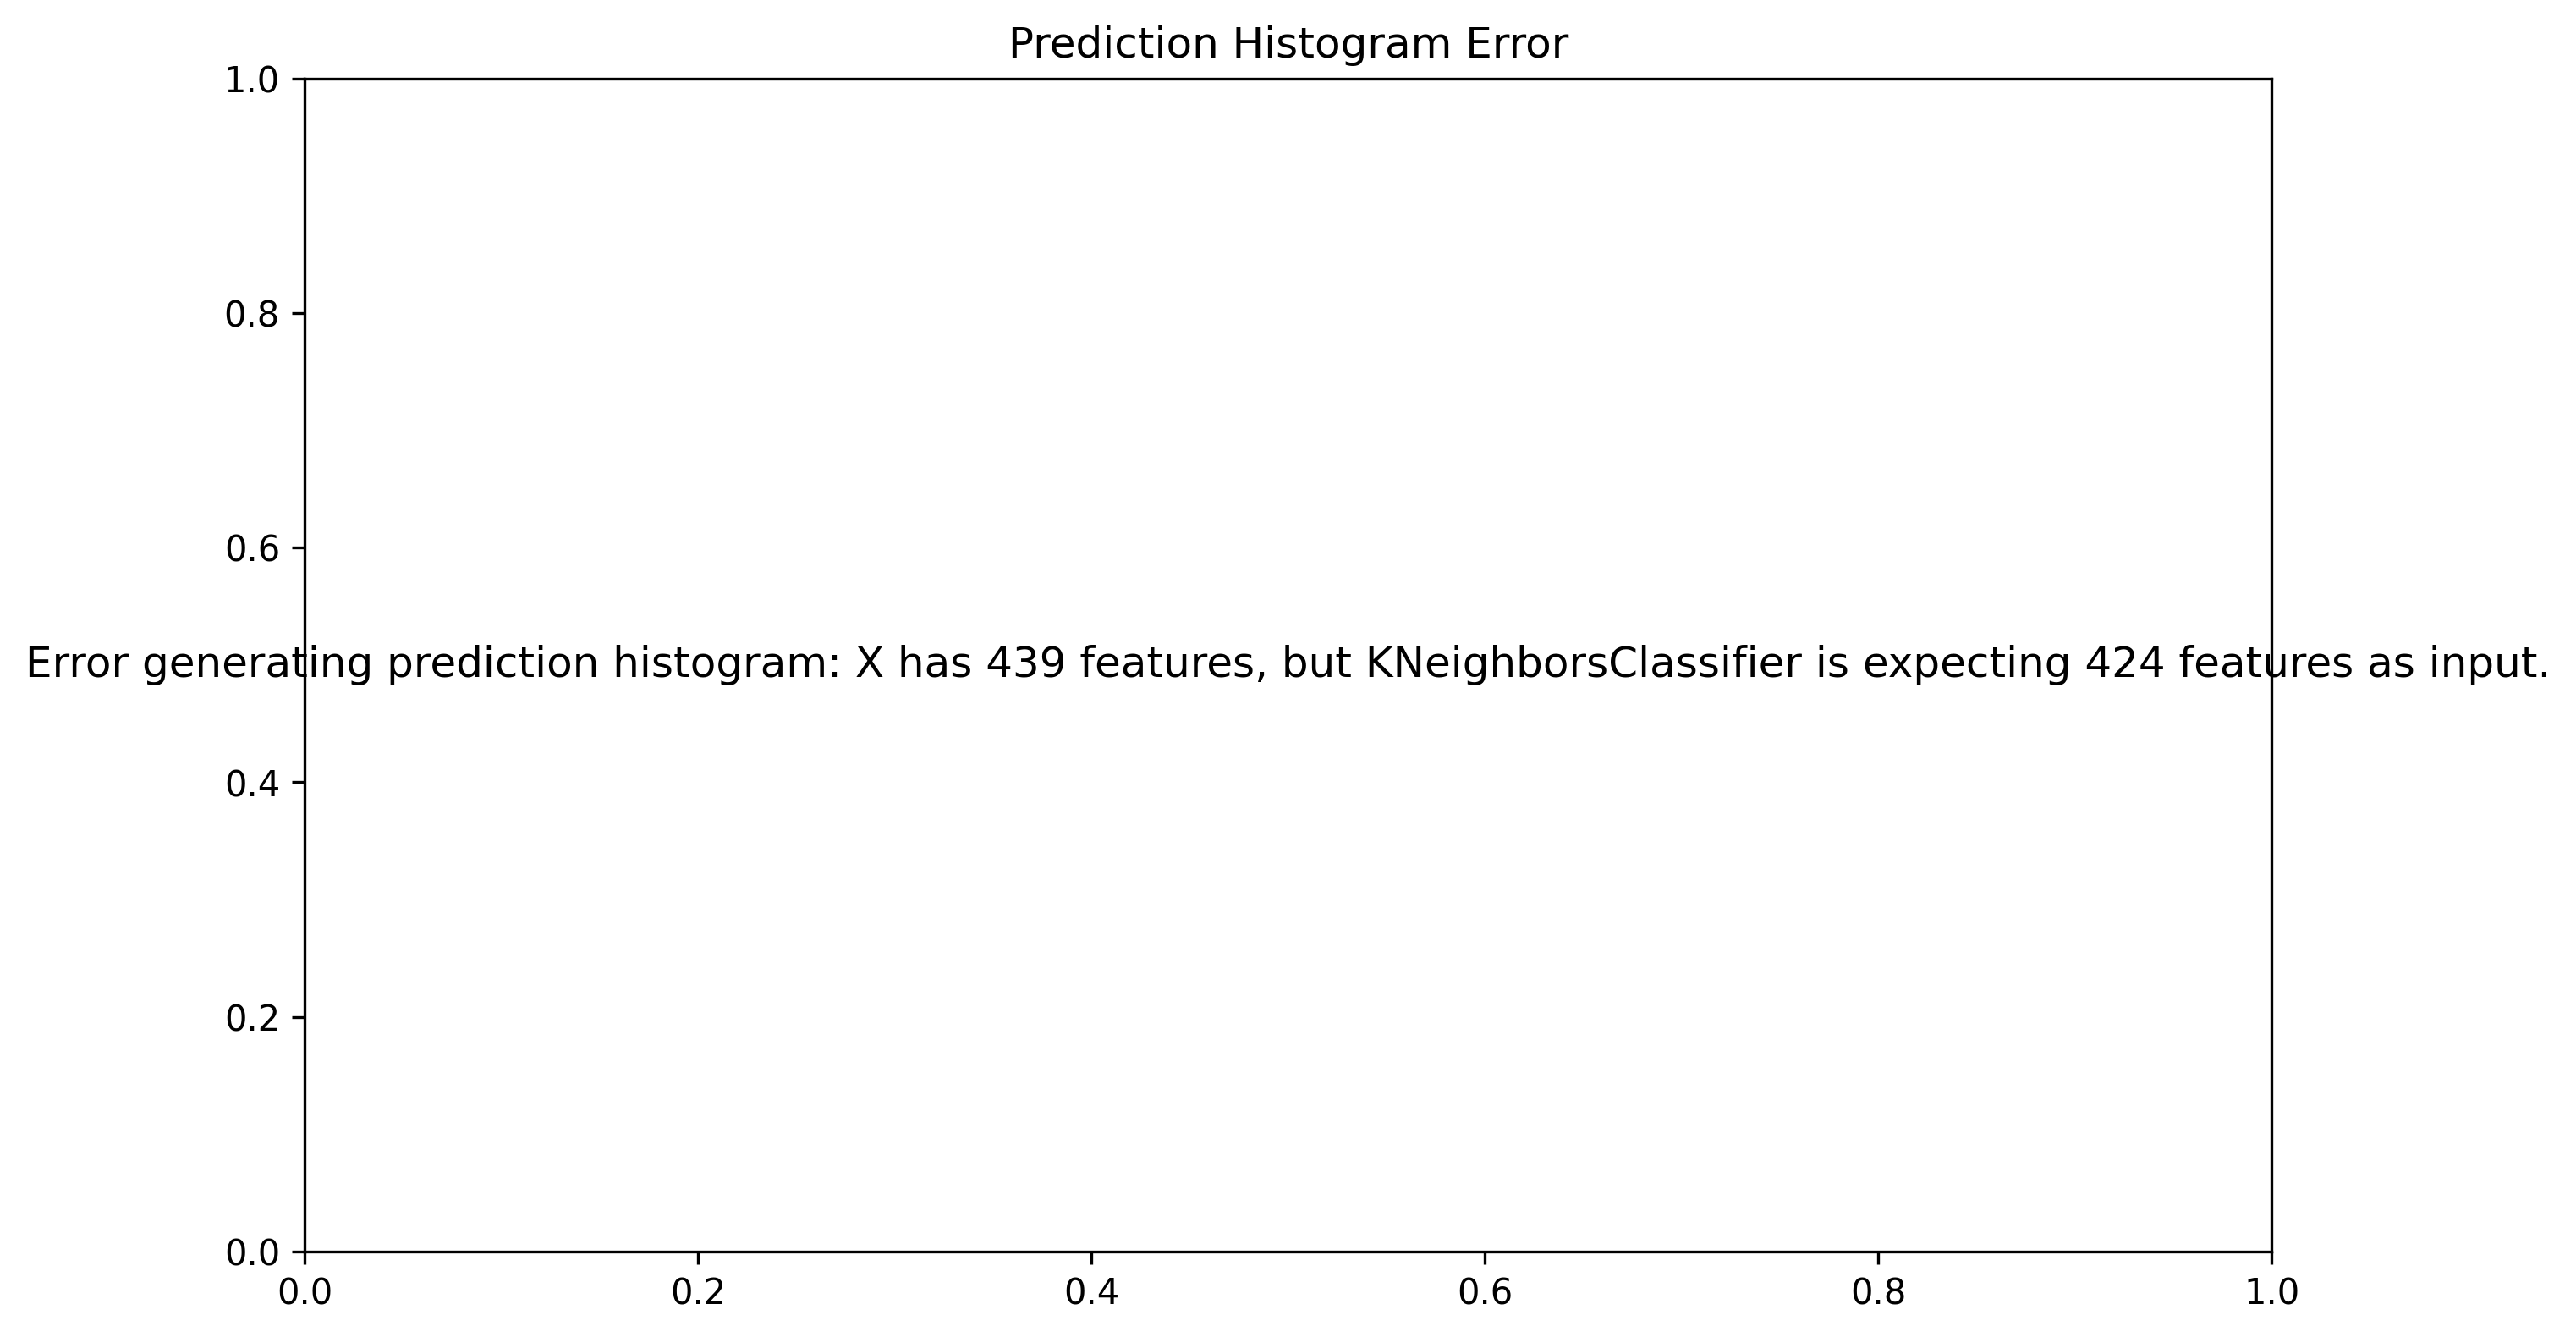 Prediction Histogram Error
1.0
0.8
0.6
Error generating prediction histogram: X has 439 features, but KNeighborsClassifier is expecting 424 features as input.
0.4
0.2
0.0
0.0 0.2 0.4 0.6 0.8 1.0